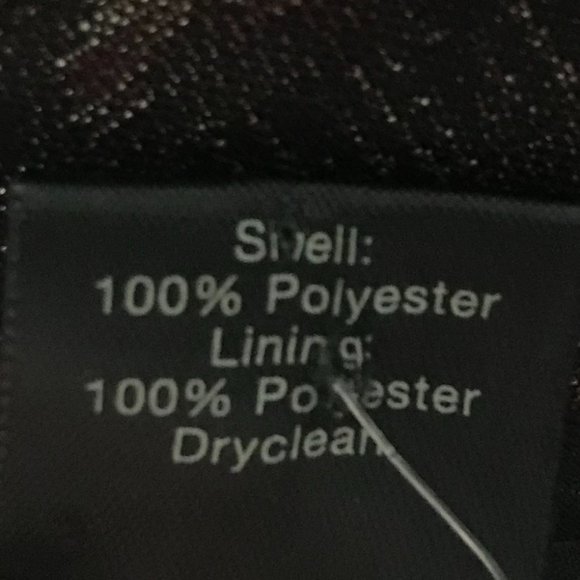 Shell:
100% Polyester
Lining:
100% Polyester
Dryclean